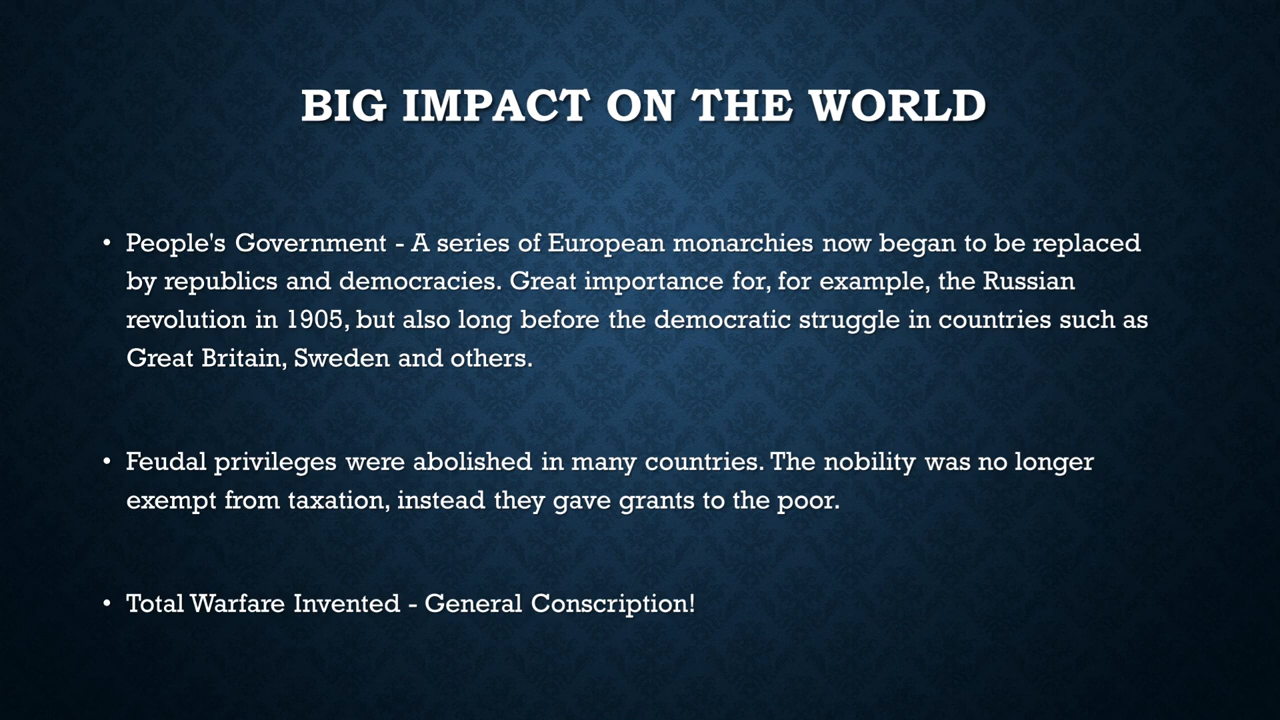 BIG IMPACT ON THE WORLD
• People's Government - A series of European monarchies now began to be replaced
by republics and democracies. Great importance for, for example, the Russian
revolution in 1905, but also long before the democratic struggle in countries such as
Great Britain, Sweden and others.
• Feudal privileges were abolished in many countries. The nobility was no longer
exempt from taxation, instead they gave grants to the poor.
• Total Warfare Invented - General Conscription!